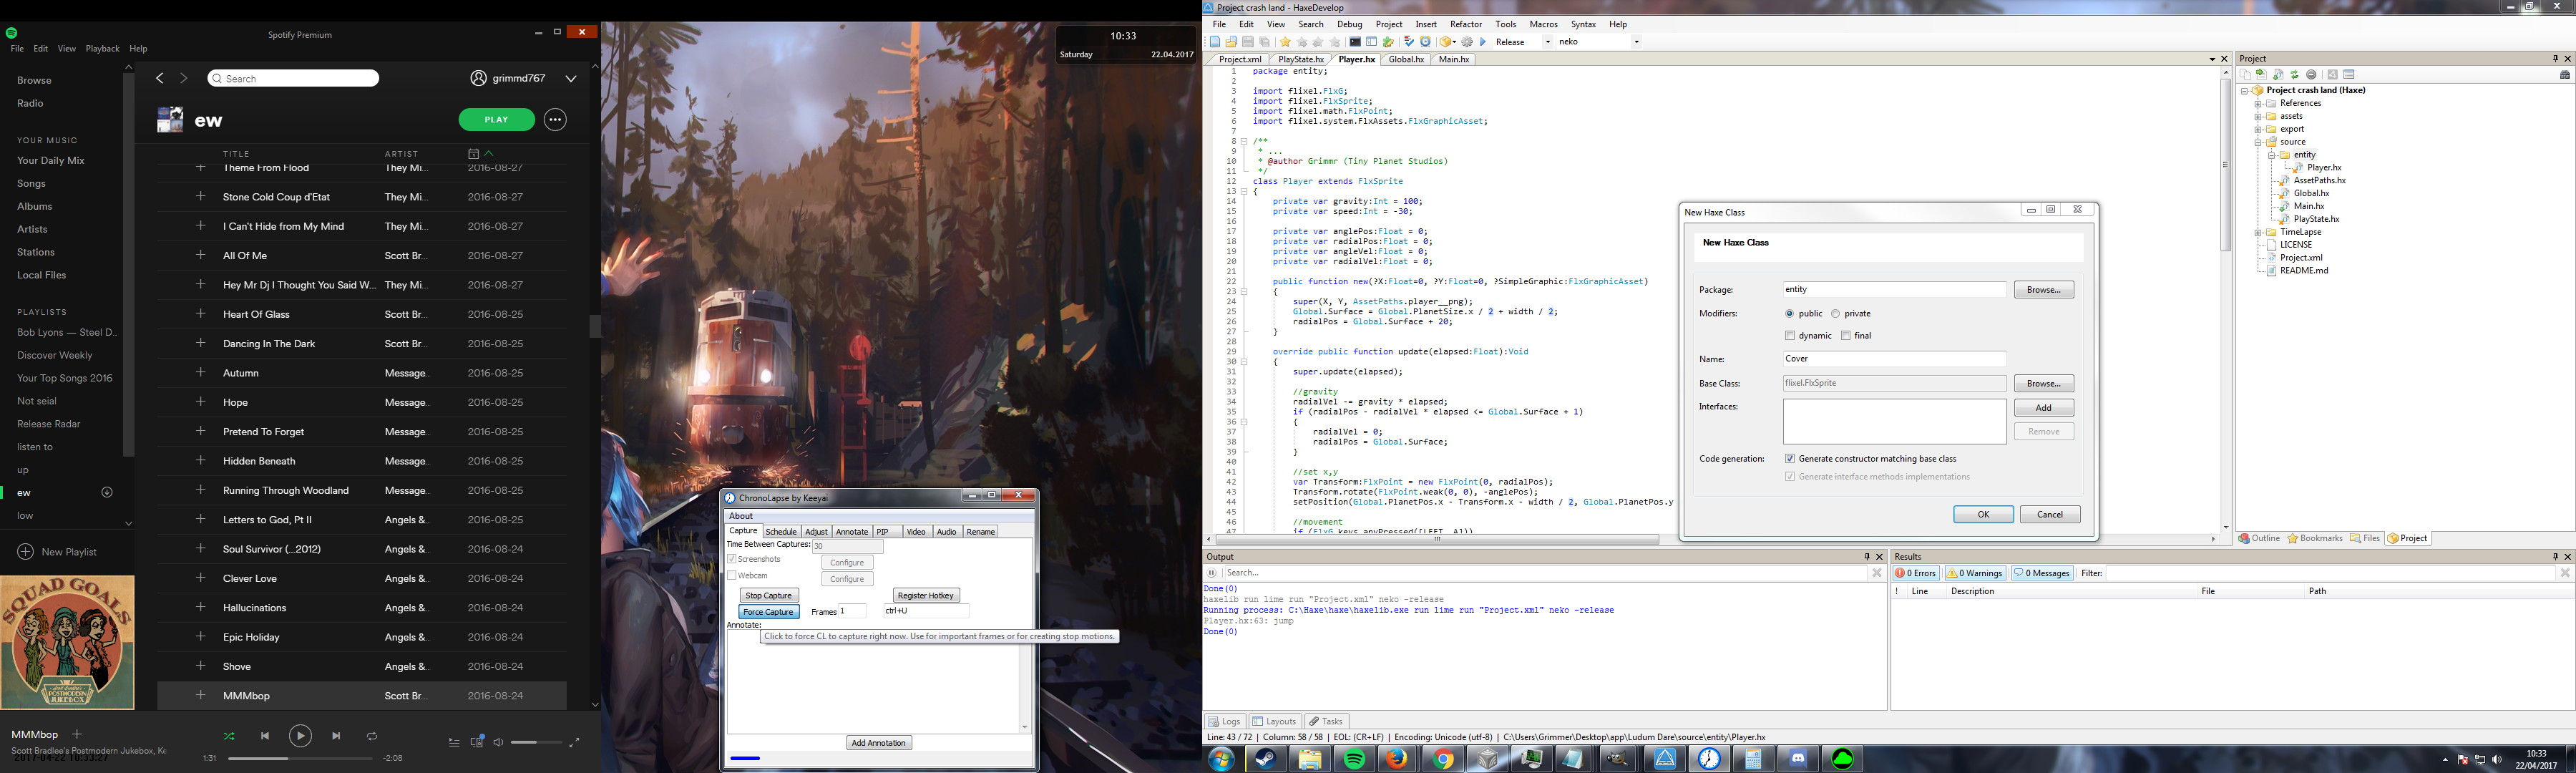 Spotify Premium
File Edit View Playback Help
Browse
Radio
YOUR MUSIC
Your Daily Mix
Songs
Albums
Artists
Stations
Local Files
PLAYLISTS
Bob Lyons — Steel D..
Discover Weekly
Your Top Songs 2016
Not seial
Release Radar
listen to
up
ew
low
New Playlist
SQUAD GOALS
POSTMODERN JUKEBOX
Search
grimmd767
ew
PLAY
TITLE ARTIST
Theme From Flood They Mi... 2016-08-27
Stone Cold Coup d'Etat They Mi... 2016-08-27
I Can't Hide from My Mind They Mi... 2016-08-27
All Of Me Scott Br... 2016-08-27
Hey Mr Dj I Thought You Said W... They Mi... 2016-08-27
Heart Of Glass Scott Br... 2016-08-25
Dancing In The Dark Scott Br... 2016-08-25
Autumn Message... 2016-08-25
Hope Message... 2016-08-25
Pretend To Forget Message... 2016-08-25
Hidden Beneath Message... 2016-08-25
Running Through Woodland Message... 2016-08-25
Letters to God, Pt II Angels &... 2016-08-25
Soul Survivor (...2012) Angels &... 2016-08-24
Clever Love Angels &... 2016-08-24
Hallucinations Angels &... 2016-08-24
Epic Holiday Angels &... 2016-08-24
Shove Angels &... 2016-08-24
MMMbop Scott Br... 2016-08-24
MMMbop
Scott Bradlee's Postmodern Jukebox, Ke
2017-04-22 10:33:27
1:31 -2:08
10:33
Saturday 22.04.2017
ChronoLapse by Keeyai
About
Capture Schedule Adjust Annotate PIP Video Audio Rename
Time Between Captures: 30
Screenshots Configure
Webcam Configure
Stop Capture Register Hotkey
Force Capture Frames 1 ctrl+U
Annotate:
Click to force CL to capture right now. Use for important frames or for creating stop motions.
Add Annotation
Project crash land - HaxeDevelop
File Edit View Search Debug Project Insert Refactor Tools Macros Syntax Help
Release neko
Project.xml PlayState.hx Player.hx Global.hx Main.hx
1 package entity;
2
3 import flixel.FlxG;
4 import flixel.FlxSprite;
5 import flixel.math.FlxPoint;
6 import flixel.system.FlxAssets.FlxGraphicAsset;
7
8 /**
9 * ...
10 * @author Grimmr (Tiny Planet Studios)
11 */
12 class Player extends FlxSprite
13 {
14 private var gravity:Int = 100;
15 private var speed:Int = -30;
16
17 private var anglePos:Float = 0;
18 private var radialPos:Float = 0;
19 private var angleVel:Float = 0;
20 private var radialVel:Float = 0;
21
22 public function new(?X:Float=0, ?Y:Float=0, ?SimpleGraphic:FlxGraphicAsset)
23 {
24 super(X, Y, AssetPaths.player__png);
25 Global.Surface = Global.PlanetSize.x / 2 + width / 2;
26 radialPos = Global.Surface + 20;
27 }
28
29 override public function update(elapsed:Float):Void
30 {
31 super.update(elapsed);
32
33 //gravity
34 radialVel -= gravity * elapsed;
35 if (radialPos - radialVel * elapsed <= Global.Surface + 1)
36 {
37 radialVel = 0;
38 radialPos = Global.Surface;
39 }
40
41 //set x,y
42 var Transform:FlxPoint = new FlxPoint(0, radialPos);
43 Transform.rotate(FlxPoint.weak(0, 0), -anglePos);
44 setPosition(Global.PlanetPos.x - Transform.x - width / 2, Global.PlanetPos.y
45
46 //movement
47 if (FlxG.keys.anyPressed([LEFT, A]))
New Haxe Class
New Haxe Class
Package: entity Browse...
Modifiers: public private
dynamic final
Name: Cover
Base Class: flixel.FlxSprite Browse...
Interfaces: Add
Remove
Code generation: Generate constructor matching base class
Generate interface methods implementations
OK Cancel
Project
Project crash land (Haxe)
References
assets
export
source
entity
Player.hx
AssetPaths.hx
Global.hx
Main.hx
PlayState.hx
TimeLapse
LICENSE
Project.xml
README.md
Outline Bookmarks Files Project
Output
Search...
Done(0)
haxelib run lime run "Project.xml" neko -release
Running process: C:\Haxe\haxe\haxelib.exe run lime run "Project.xml" neko -release
Player.hx:63: jump
Done(0)
Results
0 Errors 0 Warnings 0 Messages Filter:
! Line Description File Path
Logs Layouts Tasks
Line: 43 / 72 | Column: 58 / 58 | EOL: (CR+LF) | Encoding: Unicode (utf-8) | C:\Users\Grimmer\Desktop\app\Ludum Dare\source\entity\Player.hx
10:33
22/04/2017